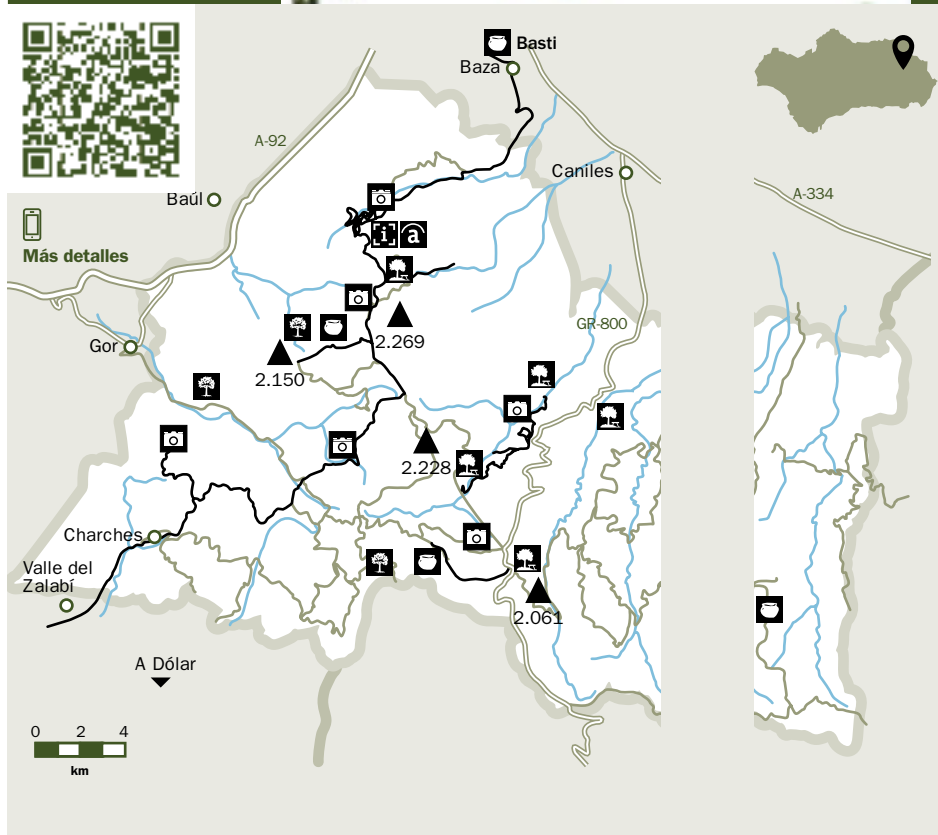 Basti
Baza
A-92
Caniles
A-334
Baúl
i a
Más detalles
2.269
GR-800
Gor
2.150
2.228
Charches
Valle del
Zalabí
2.061
A Dólar
0 2 4
km